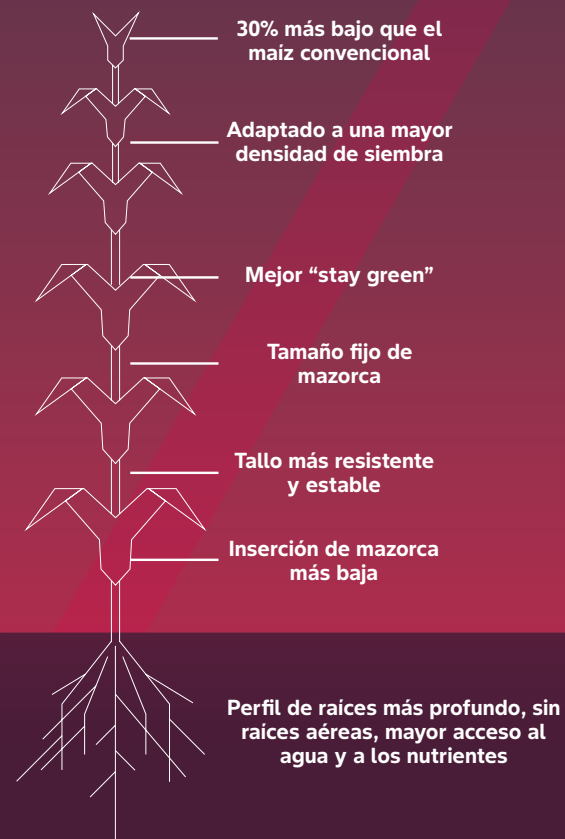 30% más bajo que el
maíz convencional
Adaptado a una mayor
densidad de siembra
Mejor “stay green”
Tamaño fijo de
mazorca
Tallo más resistente
y estable
Inserción de mazorca
más baja
Perfil de raíces más profundo, sin
raíces aéreas, mayor acceso al
agua y a los nutrientes